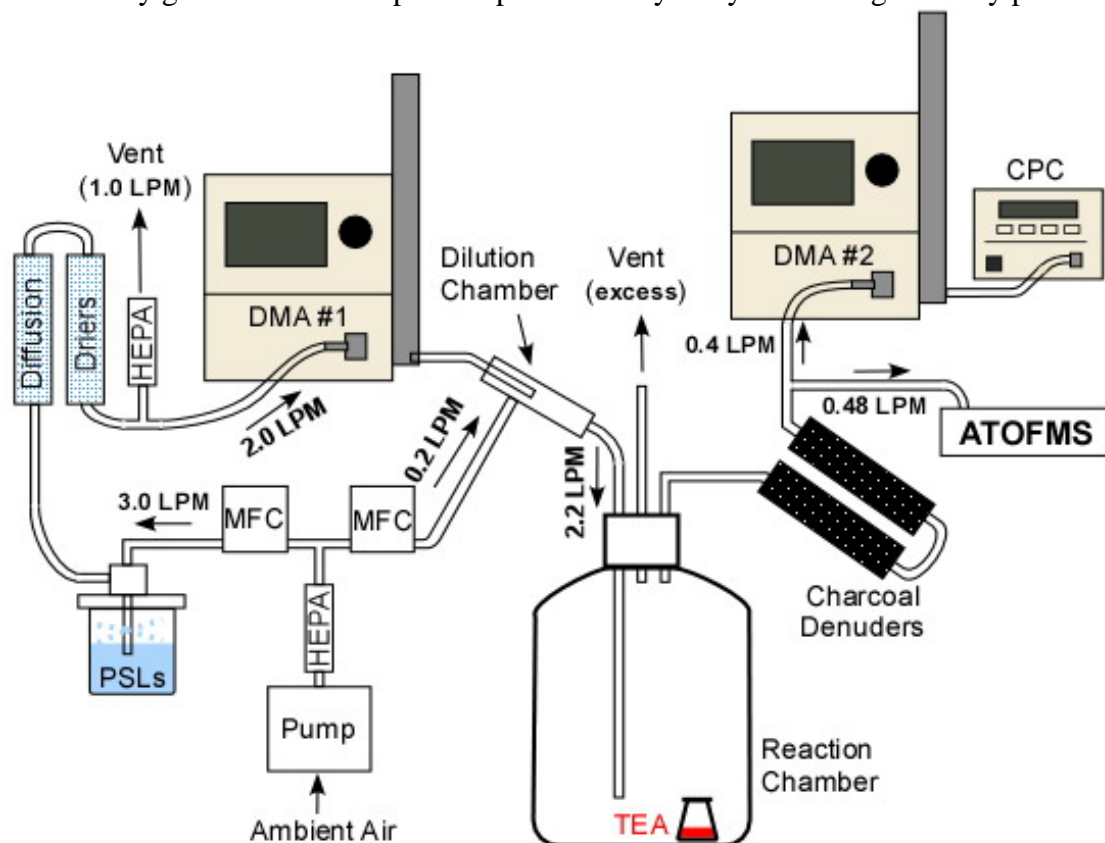 Vent
(1.0 LPM)
Diffusion
Driers
HEPA
DMA #1
2.0 LPM
Dilution
Chamber
Vent
(excess)
DMA #2
CPC
0.4 LPM
0.48 LPM
ATOFMS
0.2 LPM
2.2 LPM
3.0 LPM
MFC
MFC
HEPA
PSLs
Pump
Ambient Air
Charcoal
Denuders
Reaction
Chamber
TEA